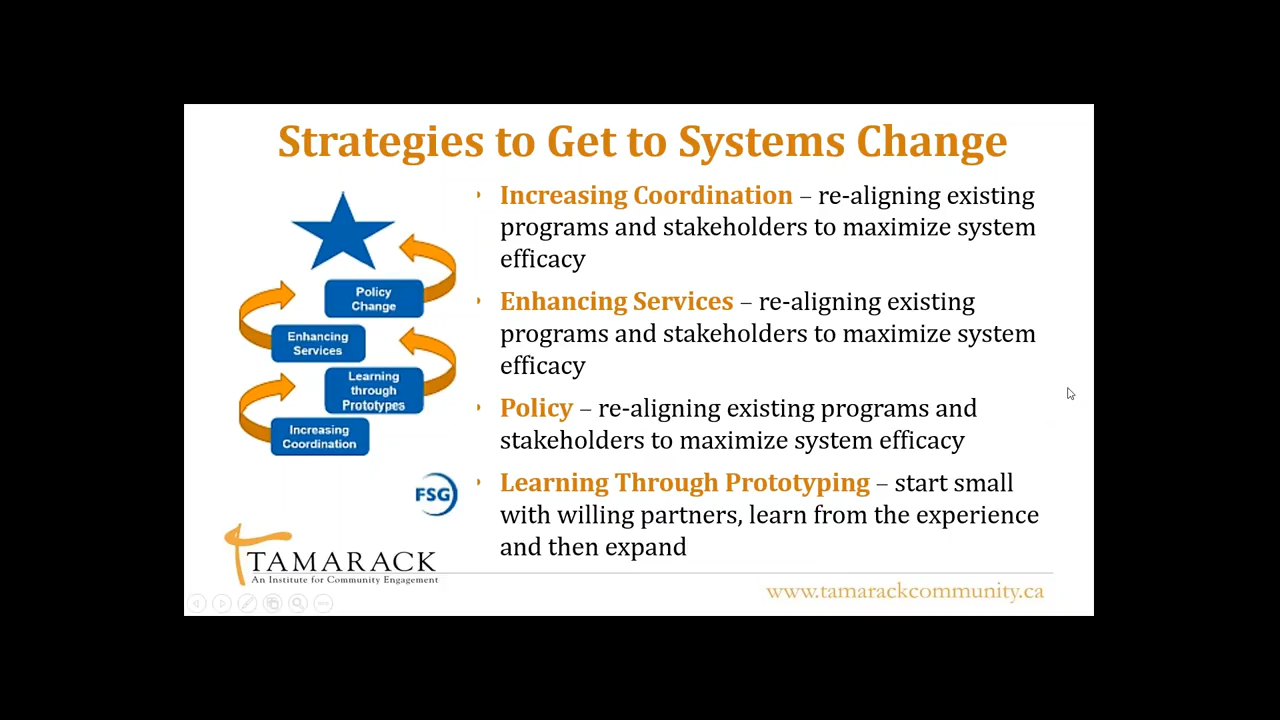 Strategies to Get to Systems Change
Policy
Change
Enhancing
Services
Learning
through
Prototypes
Increasing
Coordination
FSG
TAMARACK
An Institute for Community Engagement
• Increasing Coordination – re-aligning existing
programs and stakeholders to maximize system
efficacy
• Enhancing Services – re-aligning existing
programs and stakeholders to maximize system
efficacy
• Policy – re-aligning existing programs and
stakeholders to maximize system efficacy
• Learning Through Prototyping – start small
with willing partners, learn from the experience
and then expand
www.tamarackcommunity.ca